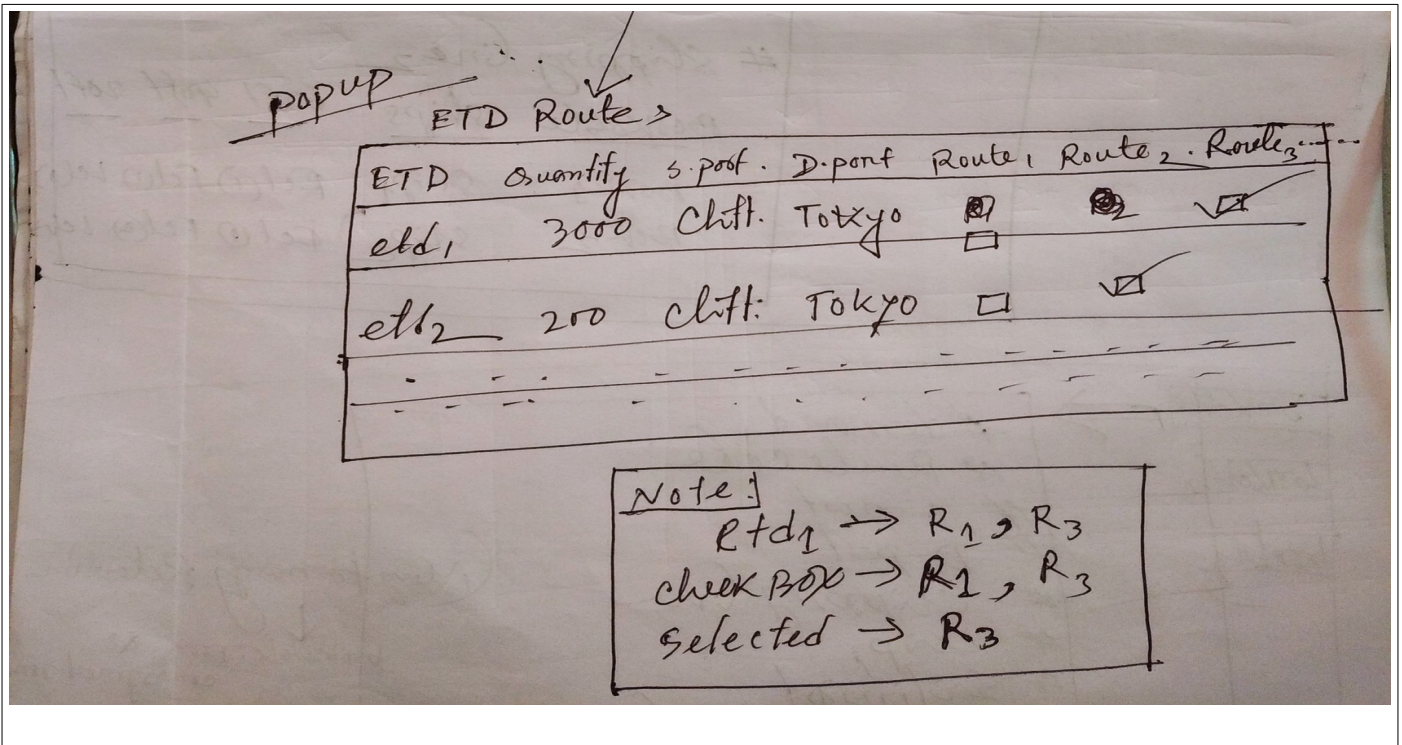 popup
ETD Routes
ETD Quantity S.port. D.port Route1 Route2. Route3.....
etd1 3000 Chitt. Tokyo
etd2 200 Chitt: Tokyo
Note:
Etd1 → R1, R3
check Box → R1, R3
selected → R3